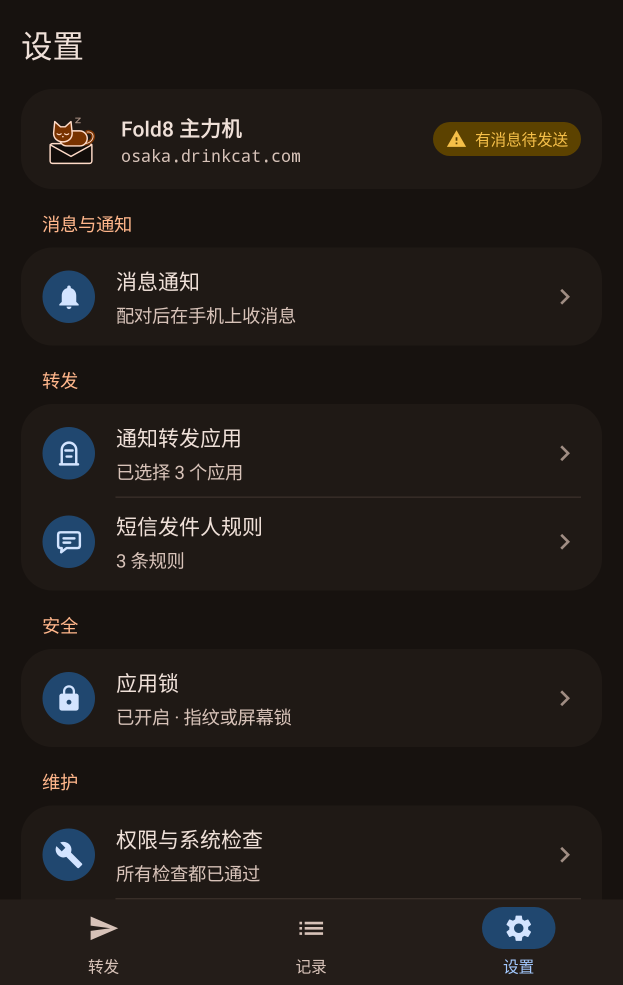 设置
Fold8 主力机
osaka.drinkcat.com
有消息待发送
消息与通知
消息通知
配对后在手机上收消息
转发
通知转发应用
已选择 3 个应用
短信发件人规则
3 条规则
安全
应用锁
已开启 · 指纹或屏幕锁
维护
权限与系统检查
所有检查都已通过
转发
记录
设置